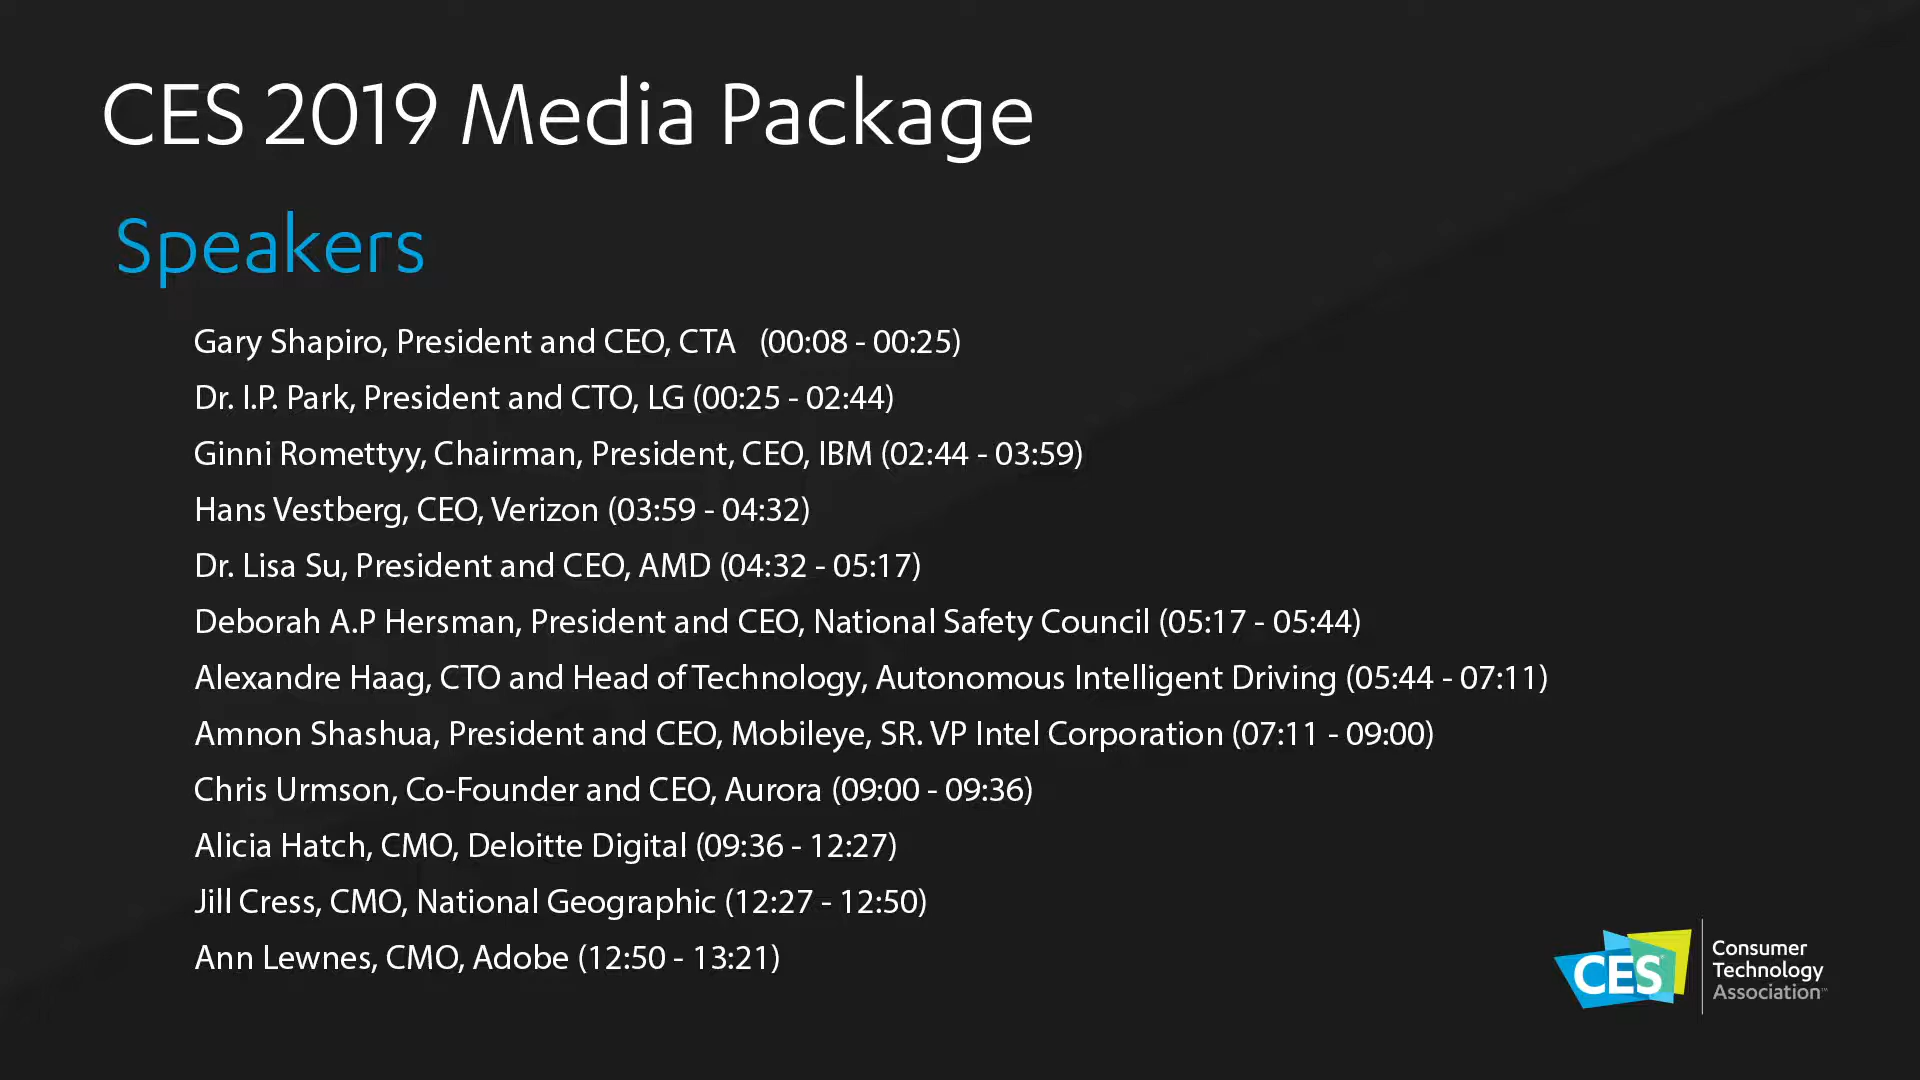 CES 2019 Media Package
Speakers
Gary Shapiro, President and CEO, CTA (00:08 - 00:25)
Dr. I.P. Park, President and CTO, LG (00:25 - 02:44)
Ginni Romettyy, Chairman, President, CEO, IBM (02:44 - 03:59)
Hans Vestberg, CEO, Verizon (03:59 - 04:32)
Dr. Lisa Su, President and CEO, AMD (04:32 - 05:17)
Deborah A.P Hersman, President and CEO, National Safety Council (05:17 - 05:44)
Alexandre Haag, CTO and Head of Technology, Autonomous Intelligent Driving (05:44 - 07:11)
Amnon Shashua, President and CEO, Mobileye, SR. VP Intel Corporation (07:11 - 09:00)
Chris Urmson, Co-Founder and CEO, Aurora (09:00 - 09:36)
Alicia Hatch, CMO, Deloitte Digital (09:36 - 12:27)
Jill Cress, CMO, National Geographic (12:27 - 12:50)
Ann Lewnes, CMO, Adobe (12:50 - 13:21)
CES®
Consumer
Technology
Association™